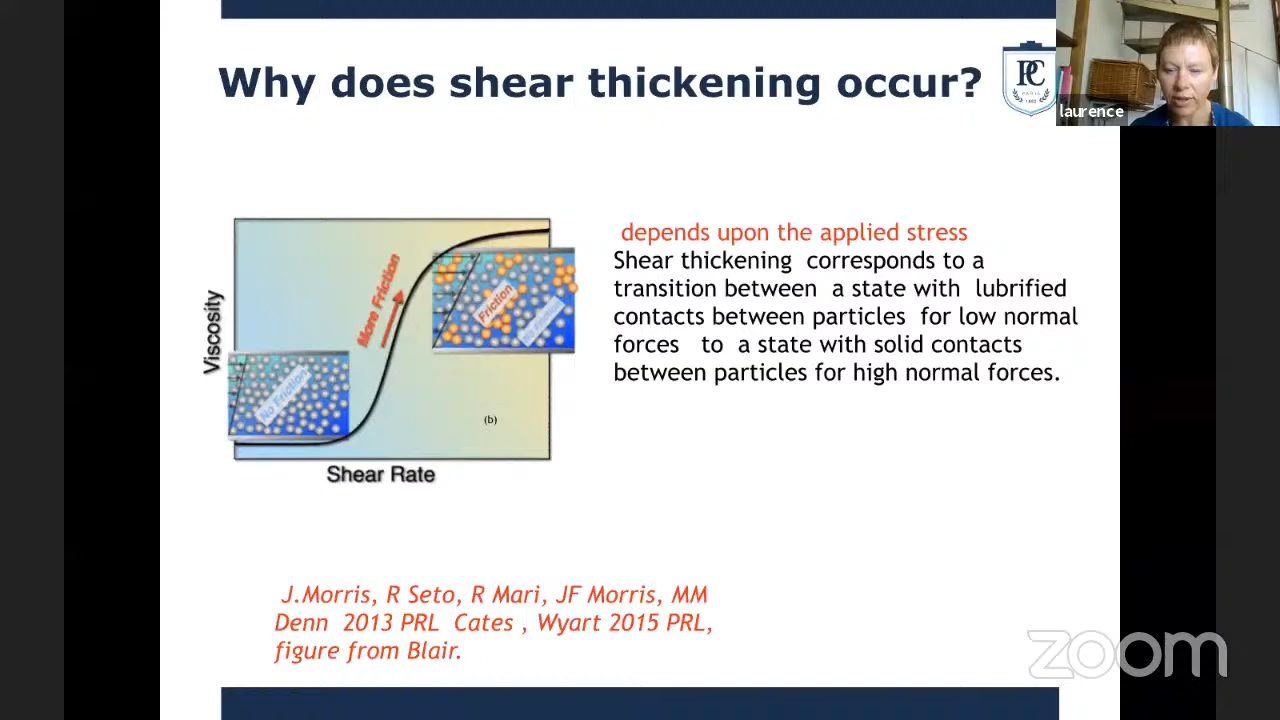 Why does shear thickening occur?
PC
PARIS
laurence
depends upon the applied stress
Shear thickening corresponds to a
transition between a state with lubrified
contacts between particles for low normal
forces to a state with solid contacts
between particles for high normal forces.
Viscosity
More Friction
Friction
No Friction
(b)
Shear Rate
J.Morris, R Seto, R Mari, JF Morris, MM
Denn 2013 PRL Cates , Wyart 2015 PRL,
figure from Blair.
zoom